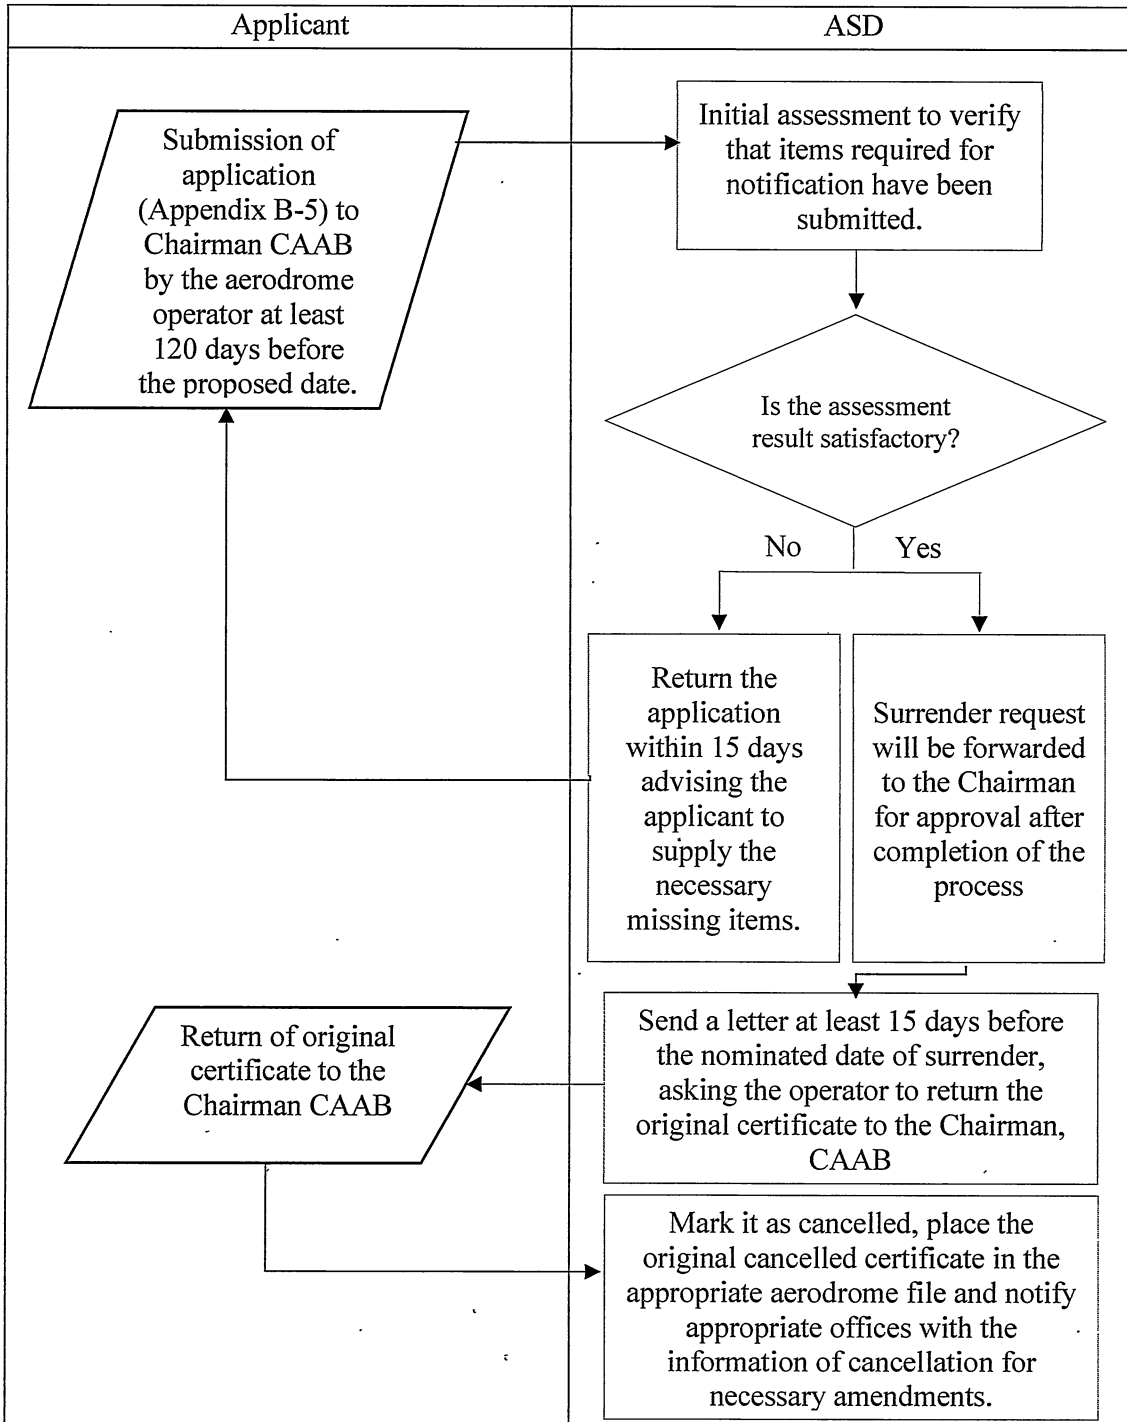 Applicant
ASD
Submission of
application
(Appendix B-5) to
Chairman CAAB
by the aerodrome
operator at least
120 days before
the proposed date.
Initial assessment to verify
that items required for
notification have been
submitted.
Is the assessment
result satisfactory?
No
Yes
Return the
application
within 15 days
advising the
applicant to
supply the
necessary
missing items.
Surrender request
will be forwarded
to the Chairman
for approval after
completion of the
process
Send a letter at least 15 days before
the nominated date of surrender,
asking the operator to return the
original certificate to the Chairman,
CAAB
Return of original
certificate to the
Chairman CAAB
Mark it as cancelled, place the
original cancelled certificate in the
appropriate aerodrome file and notify
appropriate offices with the
information of cancellation for
necessary amendments.